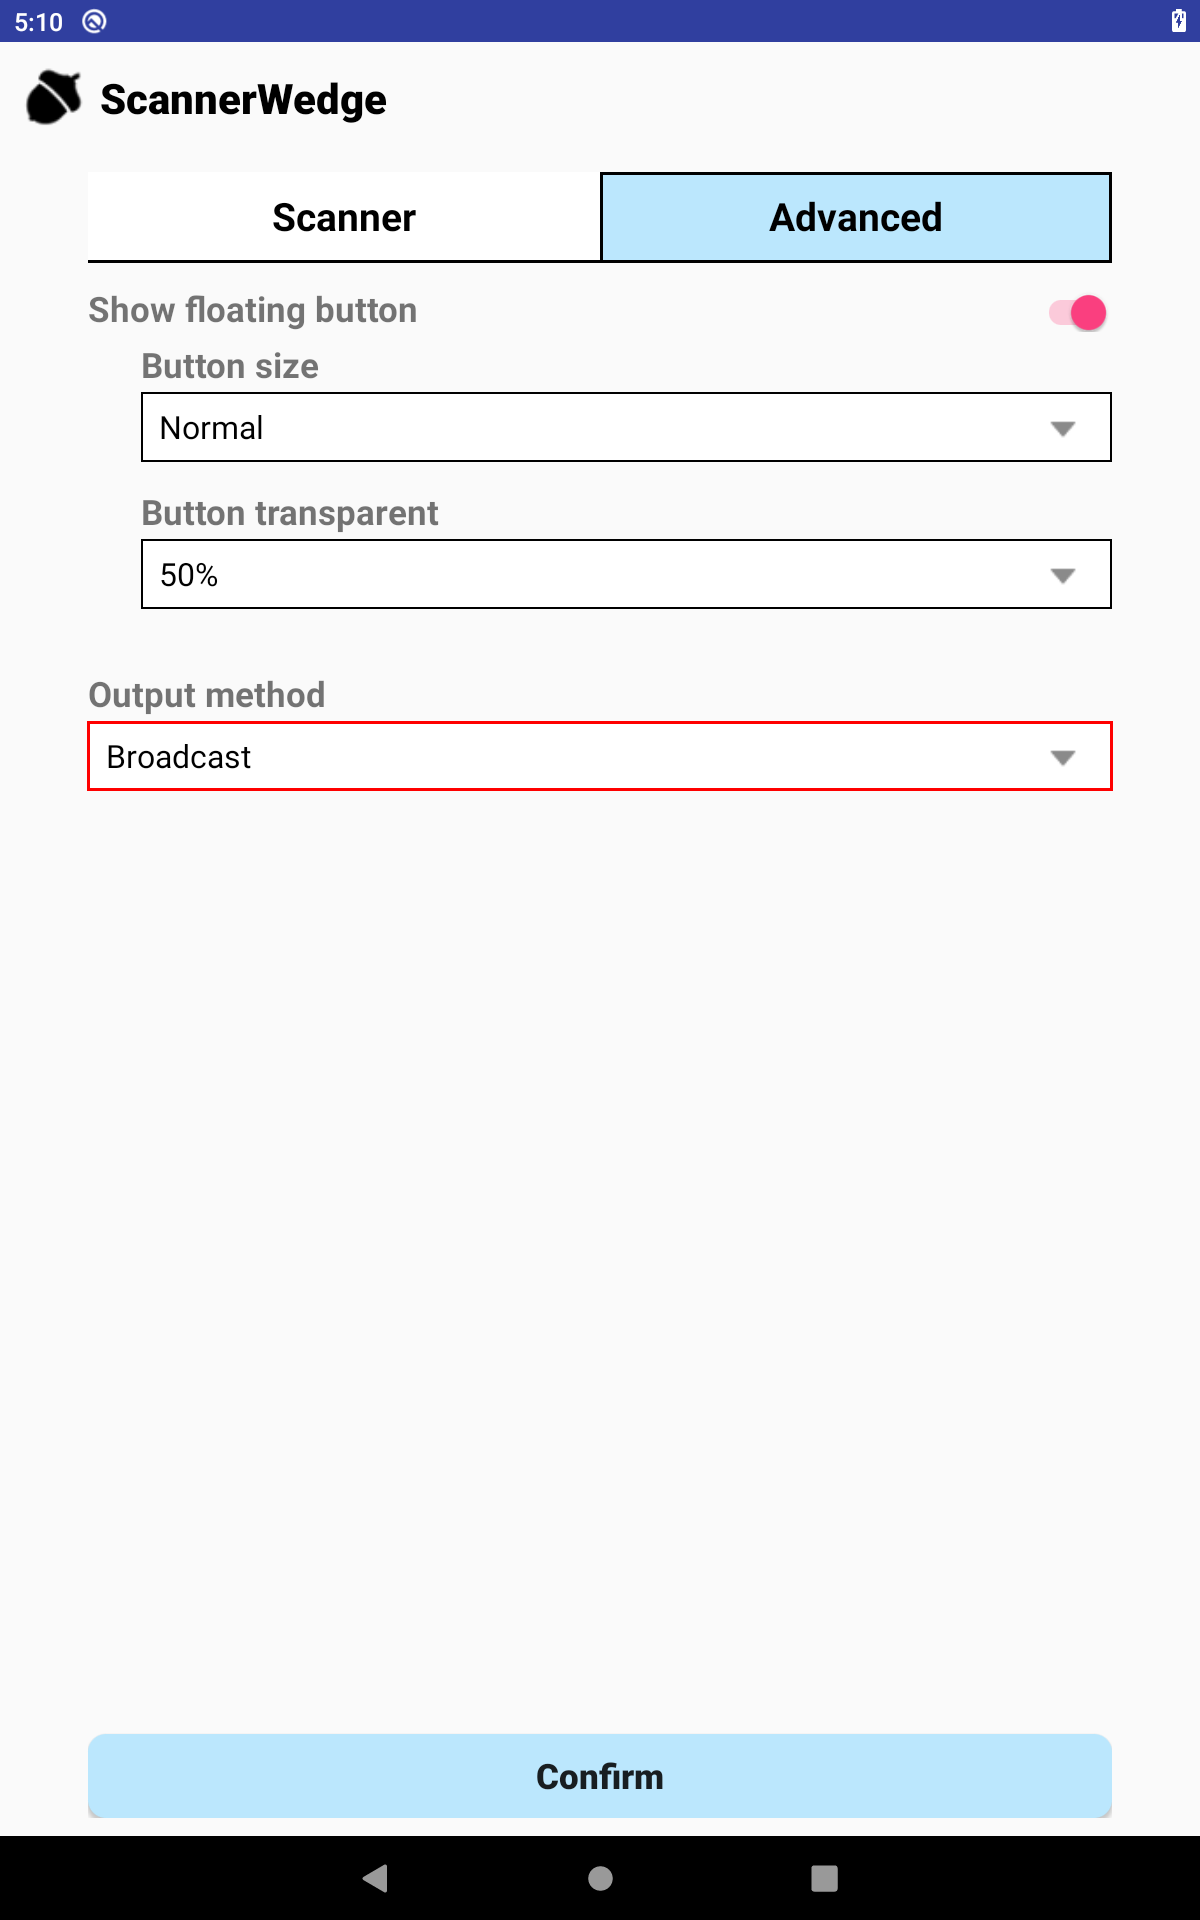 5:10
ScannerWedge
Scanner
Advanced
Show floating button
Button size
Normal
Button transparent
50%
Output method
Broadcast
Confirm